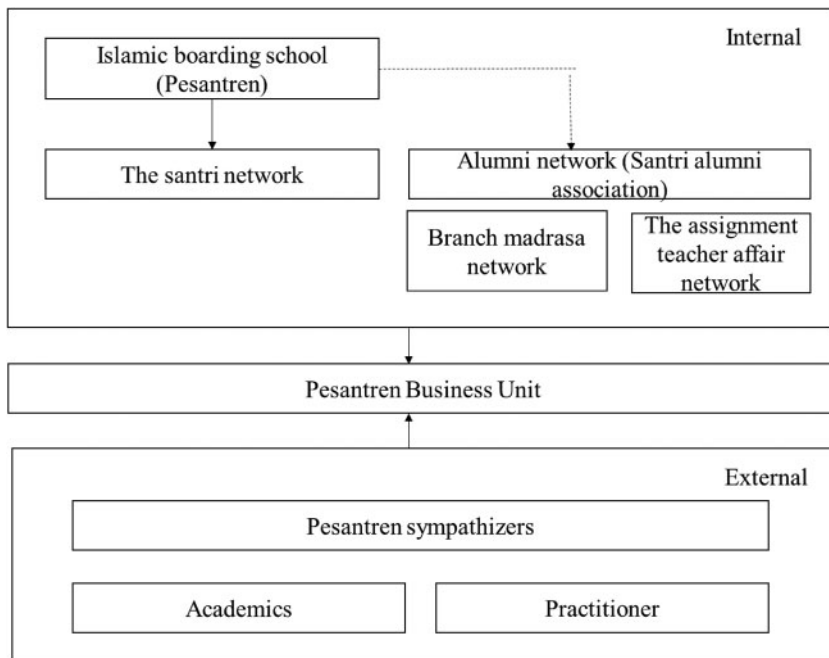 Internal
Islamic boarding school
(Pesantren)
The santri network
Alumni network (Santri alumni
association)
Branch madrasa
network
The assignment
teacher affair
network
Pesantren Business Unit
External
Pesantren sympathizers
Academics
Practitioner